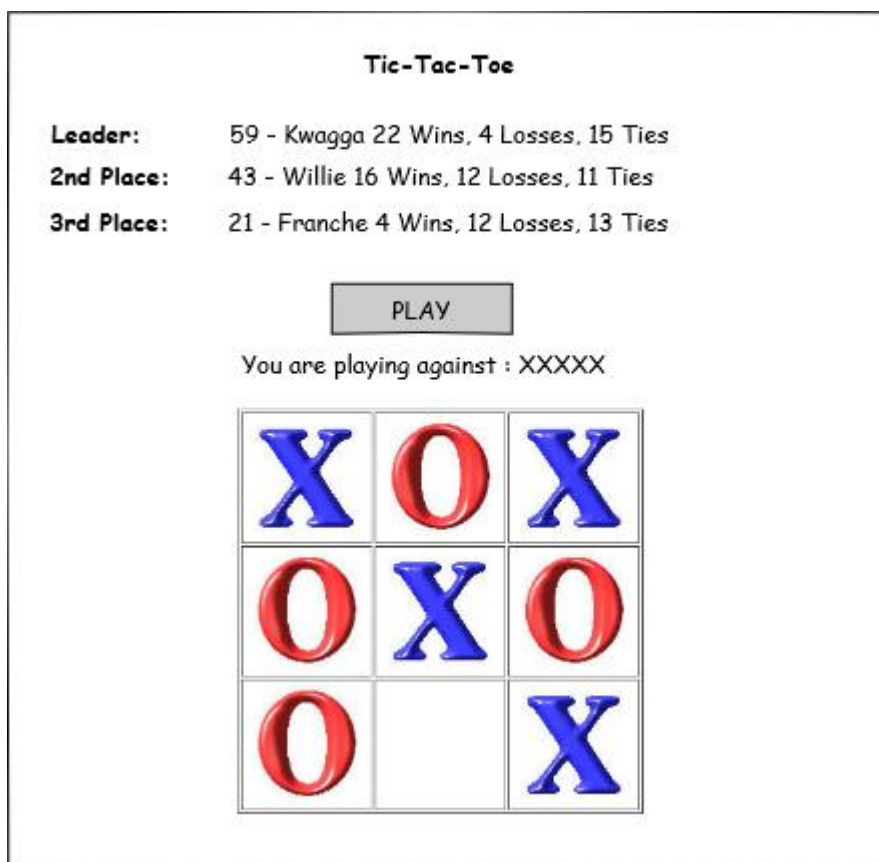 Tic-Tac-Toe
Leader: 59 - Kwagga 22 Wins, 4 Losses, 15 Ties
2nd Place: 43 - Willie 16 Wins, 12 Losses, 11 Ties
3rd Place: 21 - Franche 4 Wins, 12 Losses, 13 Ties
PLAY
You are playing against : XXXXX
X O X
O X O
O X